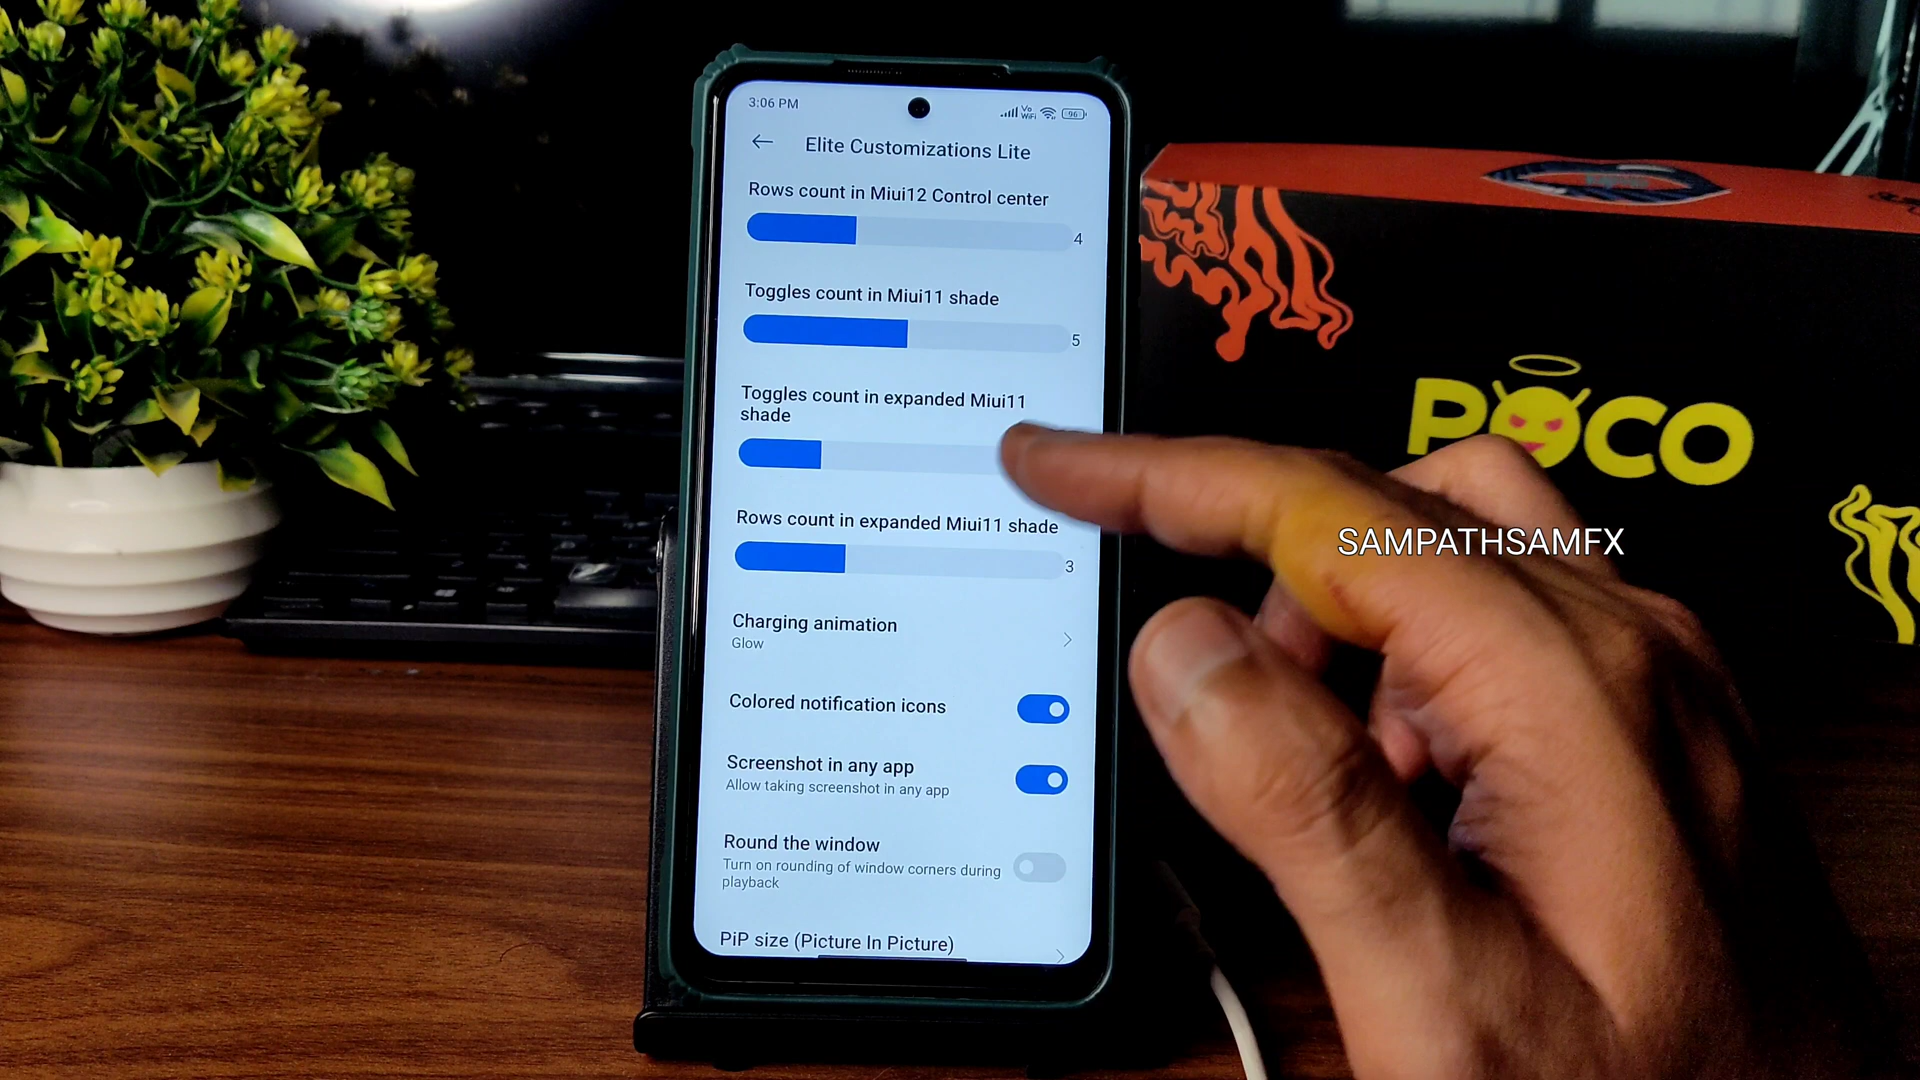 3:06 PM
Vo
WiFi
96
Elite Customizations Lite
Rows count in Miui12 Control center
4
Toggles count in Miui11 shade
5
Toggles count in expanded Miui11
shade
Rows count in expanded Miui11 shade
3
Charging animation
Glow
Colored notification icons
Screenshot in any app
Allow taking screenshot in any app
Round the window
Turn on rounding of window corners during
playback
PiP size (Picture In Picture)
POCO
SAMPATHSAMFX